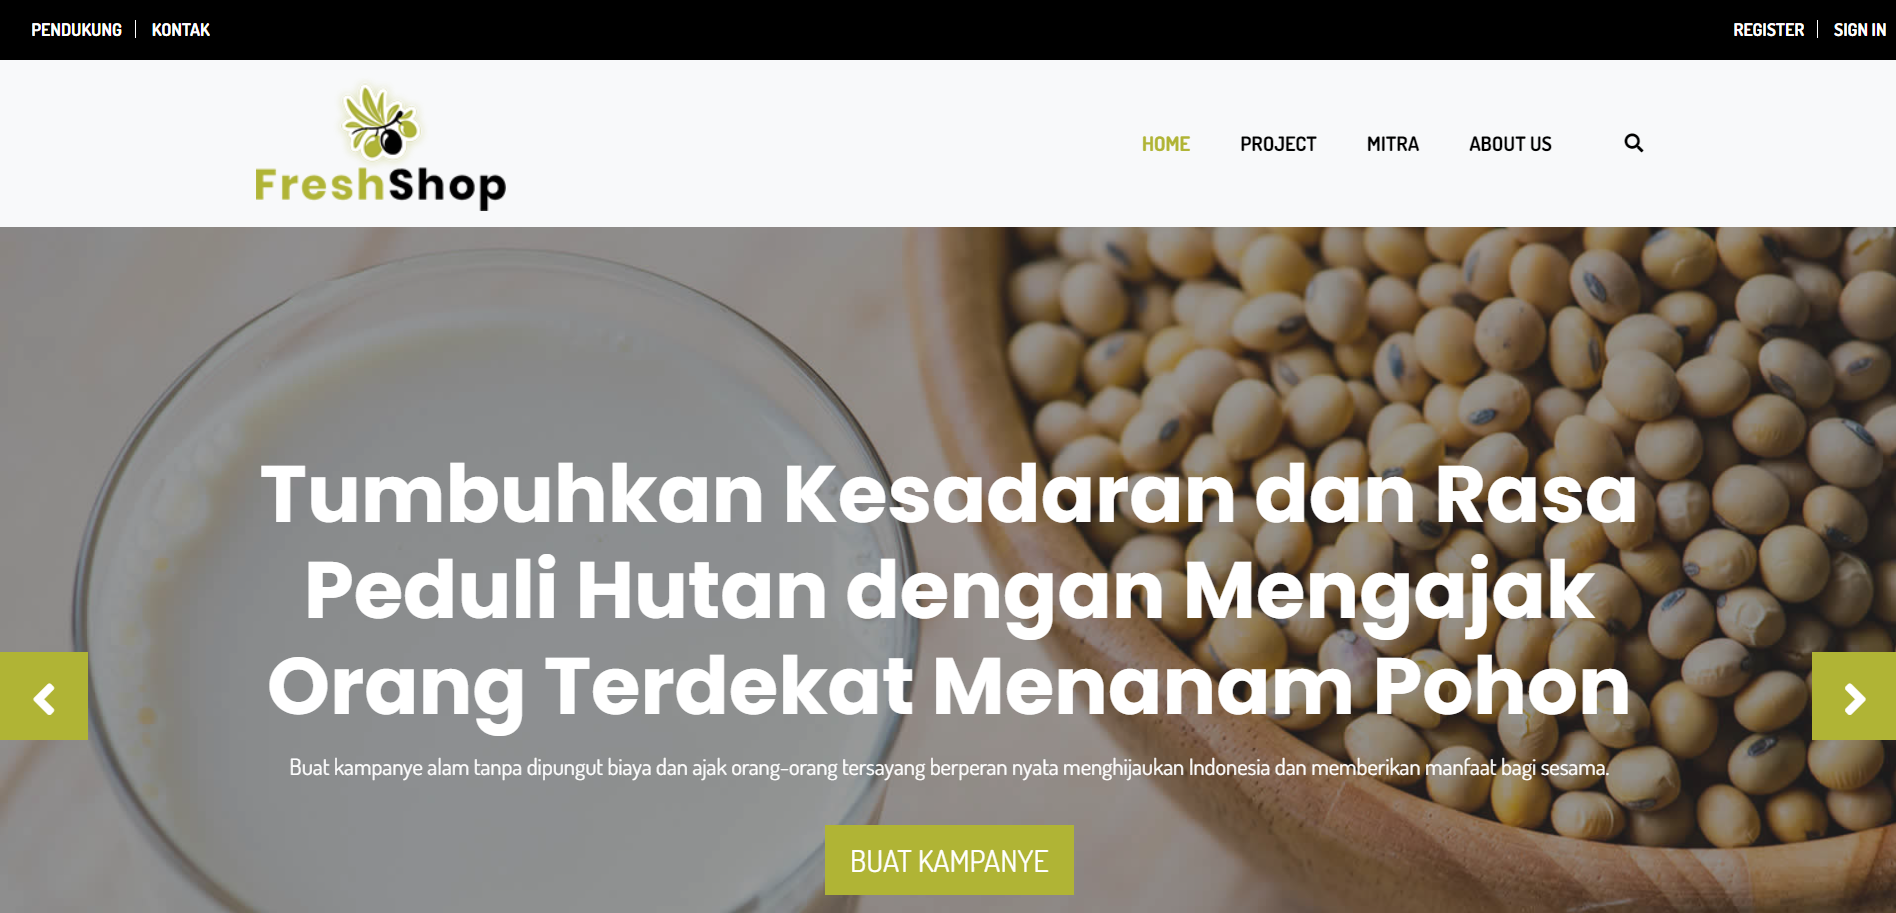 PENDUKUNG
KONTAK
REGISTER
SIGN IN
FreshShop
HOME
PROJECT
MITRA
ABOUT US
Tumbuhkan Kesadaran dan Rasa
Peduli Hutan dengan Mengajak
Orang Terdekat Menanam Pohon
Buat kampanye alam tanpa dipungut biaya dan ajak orang-orang tersayang berperan nyata menghijaukan Indonesia dan memberikan manfaat bagi sesama.
BUAT KAMPANYE